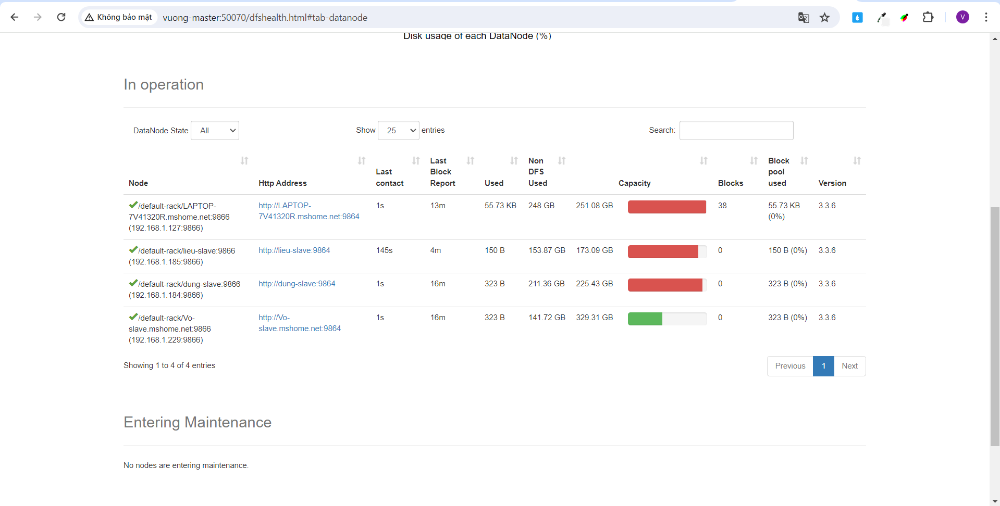 Không bảo mật
vuong-master:50070/dfshealth.html#tab-datanode
V
Disk usage of each DataNode (%)
In operation
DataNode State All
Show 25 entries
Search:
Node Http Address Last contact Last Block Report Used Non DFS Used Capacity Blocks Block pool used Version
/default-rack/LAPTOP- http://LAPTOP- 1s 13m 55.73 KB 248 GB 251.08 GB 38 55.73 KB 3.3.6
7V41320R.mshome.net:9866 7V41320R.mshome.net:9864 (0%)
(192.168.1.127:9866)
/default-rack/lieu-slave:9866 http://lieu-slave:9864 145s 4m 150 B 153.87 GB 173.09 GB 0 150 B (0%) 3.3.6
(192.168.1.185:9866)
/default-rack/dung-slave:9866 http://dung-slave:9864 1s 16m 323 B 211.36 GB 225.43 GB 0 323 B (0%) 3.3.6
(192.168.1.184:9866)
/default-rack/Vo- http://Vo- 1s 16m 323 B 141.72 GB 329.31 GB 0 323 B (0%) 3.3.6
slave.mshome.net:9866 slave.mshome.net:9864
(192.168.1.229:9866)
Showing 1 to 4 of 4 entries
Previous 1 Next
Entering Maintenance
No nodes are entering maintenance.